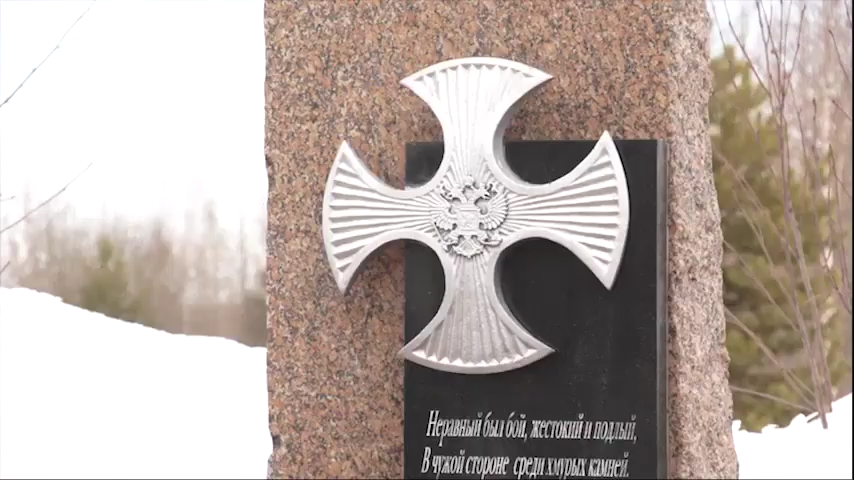 Неравный был бой, жестокий и подлый,
В чужой стороне среди хмурых камней.